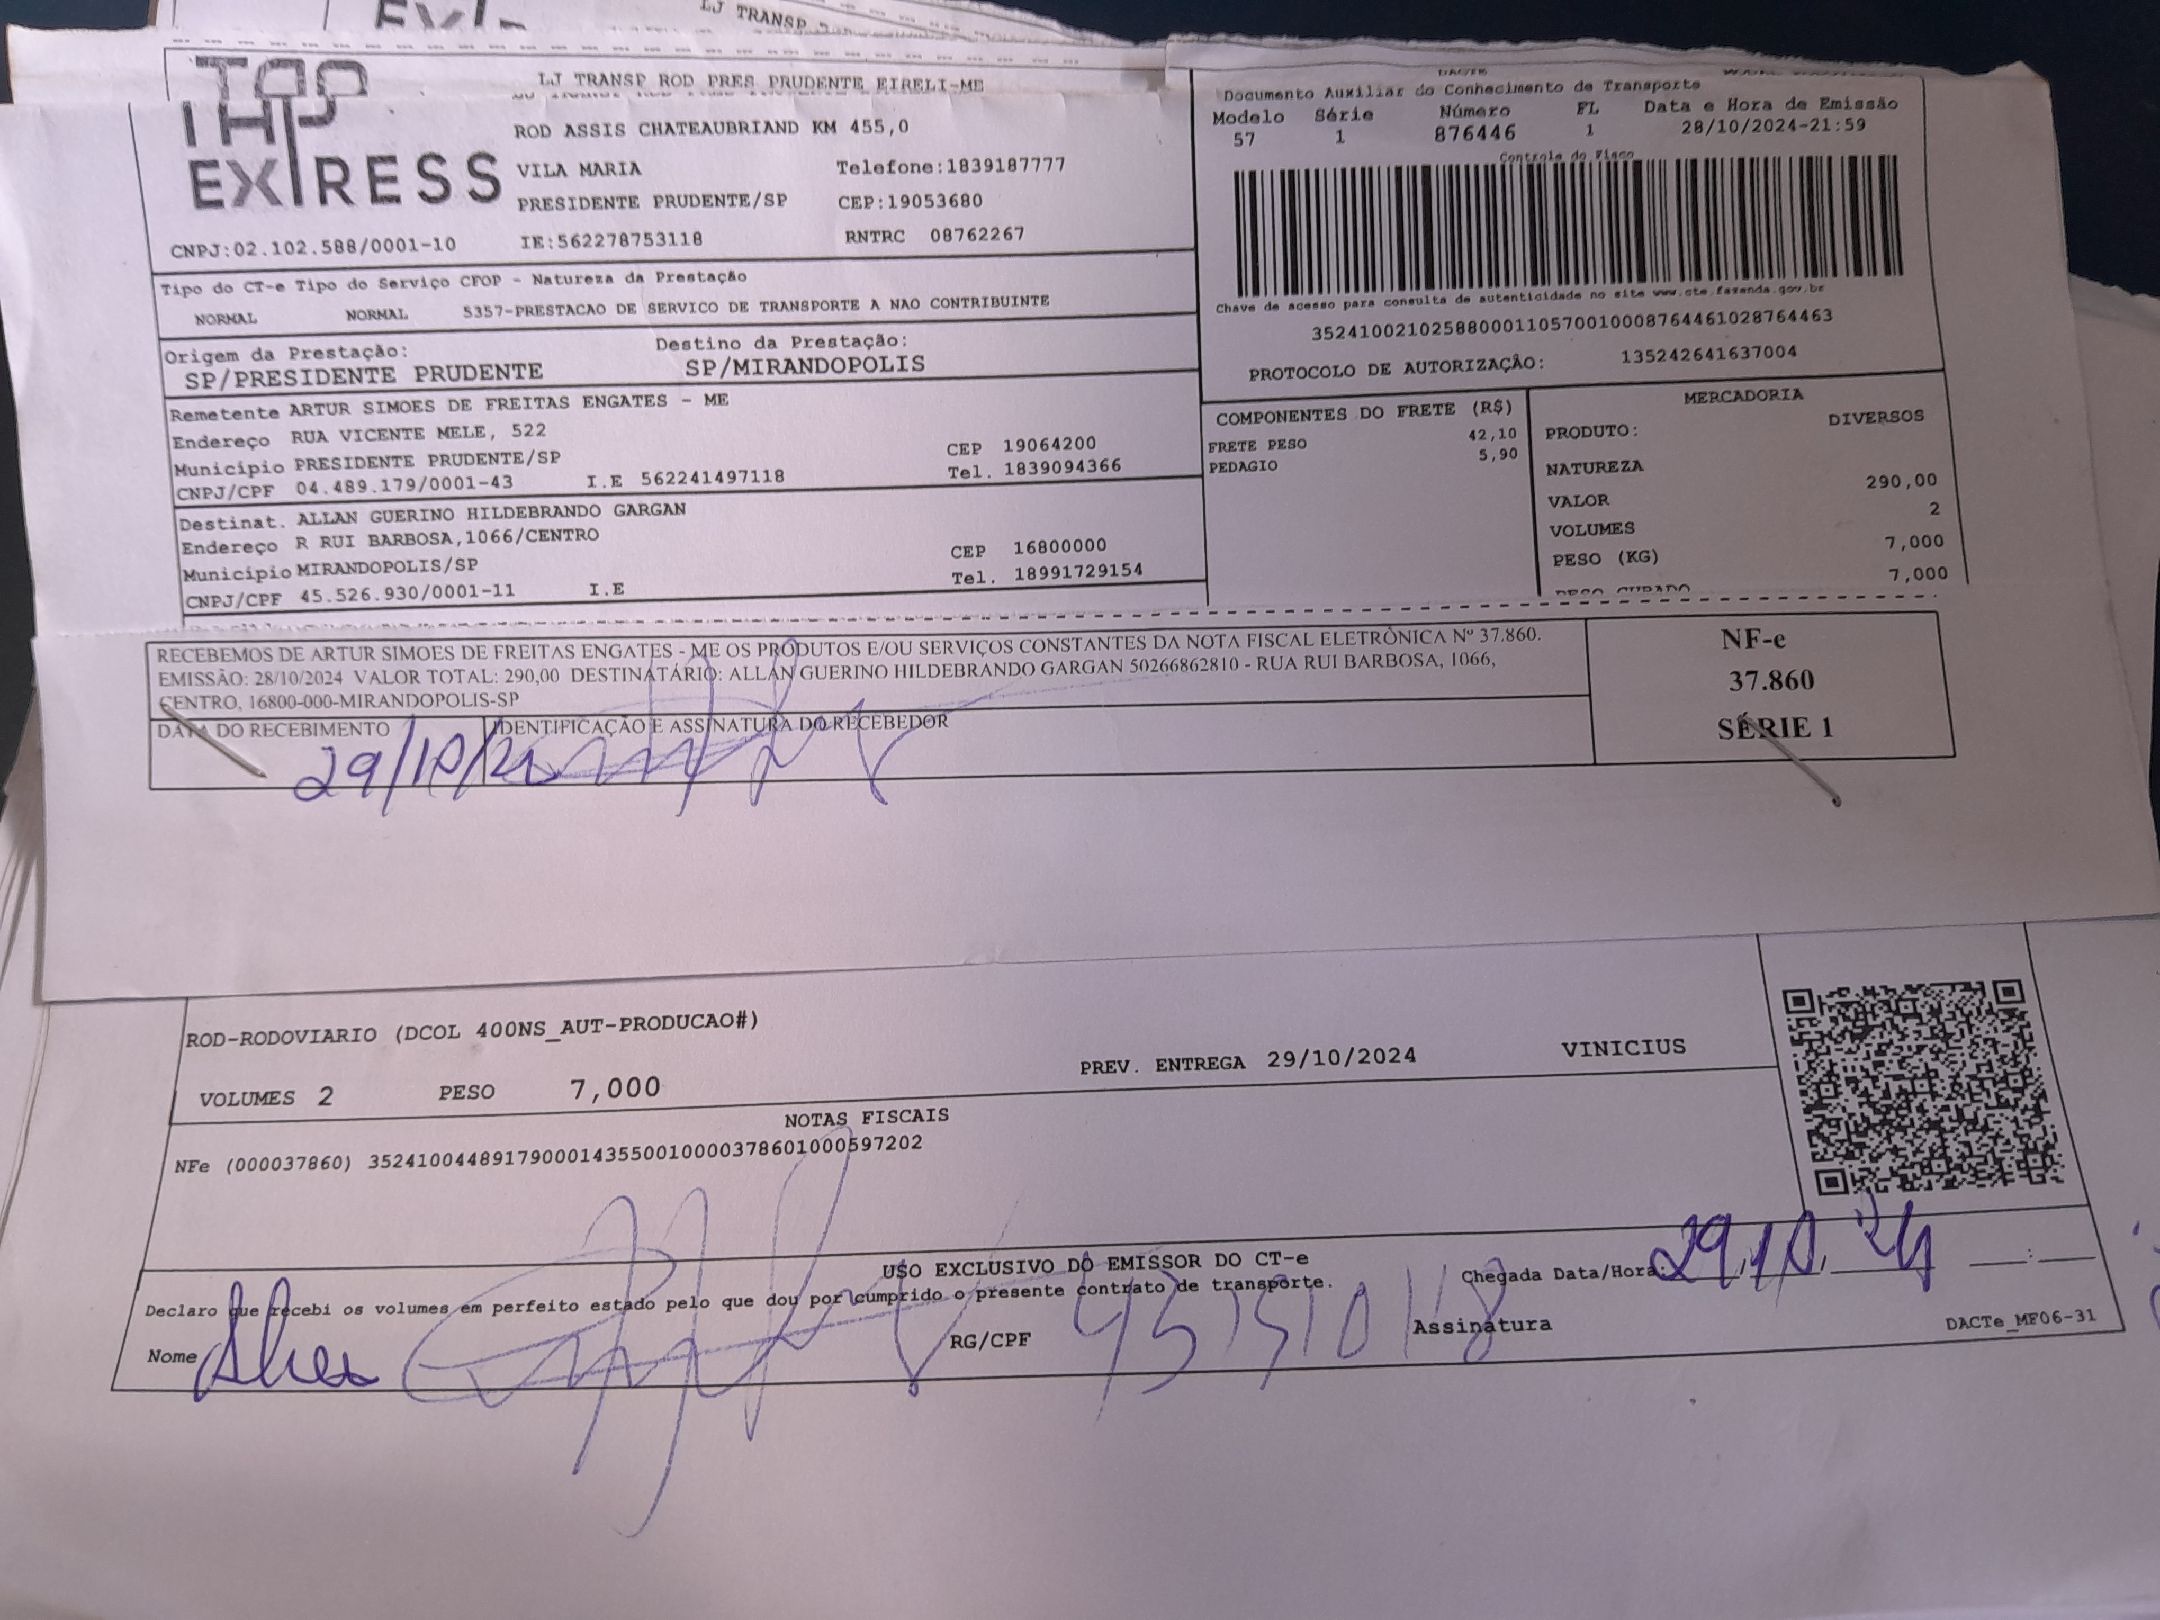 LJ TRANSP
LJ TRANSP ROD PRES PRUDENTE EIRELI-ME
EXPRESS
ROD ASSIS CHATEAUBRIAND KM 455,0
VILA MARIA Telefone:1839187777
PRESIDENTE PRUDENTE/SP CEP:19053680
CNPJ:02.102.588/0001-10 IE:562278753118 RNTRC 08762267
Documento Auxiliar do Conhecimento de Transporte
Modelo Série Número FL Data e Hora de Emissão
57 1 876446 1 28/10/2024-21:59
Controle do Fisco
Chave de acesso para consulta de autenticidade no site www.cte.fazenda.gov.br
35241002102588000110570010008764461028764463
PROTOCOLO DE AUTORIZAÇÃO: 135242641637004
Tipo do CT-e Tipo do Serviço CFOP - Natureza da Prestação
NORMAL NORMAL 5357-PRESTACAO DE SERVICO DE TRANSPORTE A NAO CONTRIBUINTE
Origem da Prestação: Destino da Prestação:
SP/PRESIDENTE PRUDENTE SP/MIRANDOPOLIS
Remetente ARTUR SIMOES DE FREITAS ENGATES - ME
Endereço RUA VICENTE MELE, 522 CEP 19064200
Município PRESIDENTE PRUDENTE/SP Tel. 1839094366
CNPJ/CPF 04.489.179/0001-43 I.E 562241497118
Destinat. ALLAN GUERINO HILDEBRANDO GARGAN
Endereço R RUI BARBOSA,1066/CENTRO CEP 16800000
Município MIRANDOPOLIS/SP Tel. 18991729154
CNPJ/CPF 45.526.930/0001-11 I.E
COMPONENTES DO FRETE (R$)
FRETE PESO 42,10
PEDAGIO 5,90
MERCADORIA
PRODUTO: DIVERSOS
NATUREZA
VALOR 290,00
VOLUMES 2
PESO (KG) 7,000
PESO CUBADO 7,000
RECEBEMOS DE ARTUR SIMOES DE FREITAS ENGATES - ME OS PRODUTOS E/OU SERVIÇOS CONSTANTES DA NOTA FISCAL ELETRÔNICA Nº 37.860.
EMISSÃO: 28/10/2024 VALOR TOTAL: 290,00 DESTINATÁRIO: ALLAN GUERINO HILDEBRANDO GARGAN 50266862810 - RUA RUI BARBOSA, 1066,
CENTRO, 16800-000-MIRANDOPOLIS-SP
DATA DO RECEBIMENTO IDENTIFICAÇÃO E ASSINATURA DO RECEBEDOR
29/10/24
NF-e
37.860
SÉRIE 1
ROD-RODOVIARIO (DCOL 400NS_AUT-PRODUCAO#)
PREV. ENTREGA 29/10/2024 VINICIUS
VOLUMES 2 PESO 7,000
NOTAS FISCAIS
NFe (000037860) 35241004489179000143550010000378601000597202
USO EXCLUSIVO DO EMISSOR DO CT-e
Declaro que recebi os volumes em perfeito estado pelo que dou por cumprido o presente contrato de transporte.
Chegada Data/Hora: 29,10,24 __:__
Nome RG/CPF Assinatura
DACTe_MF06-31